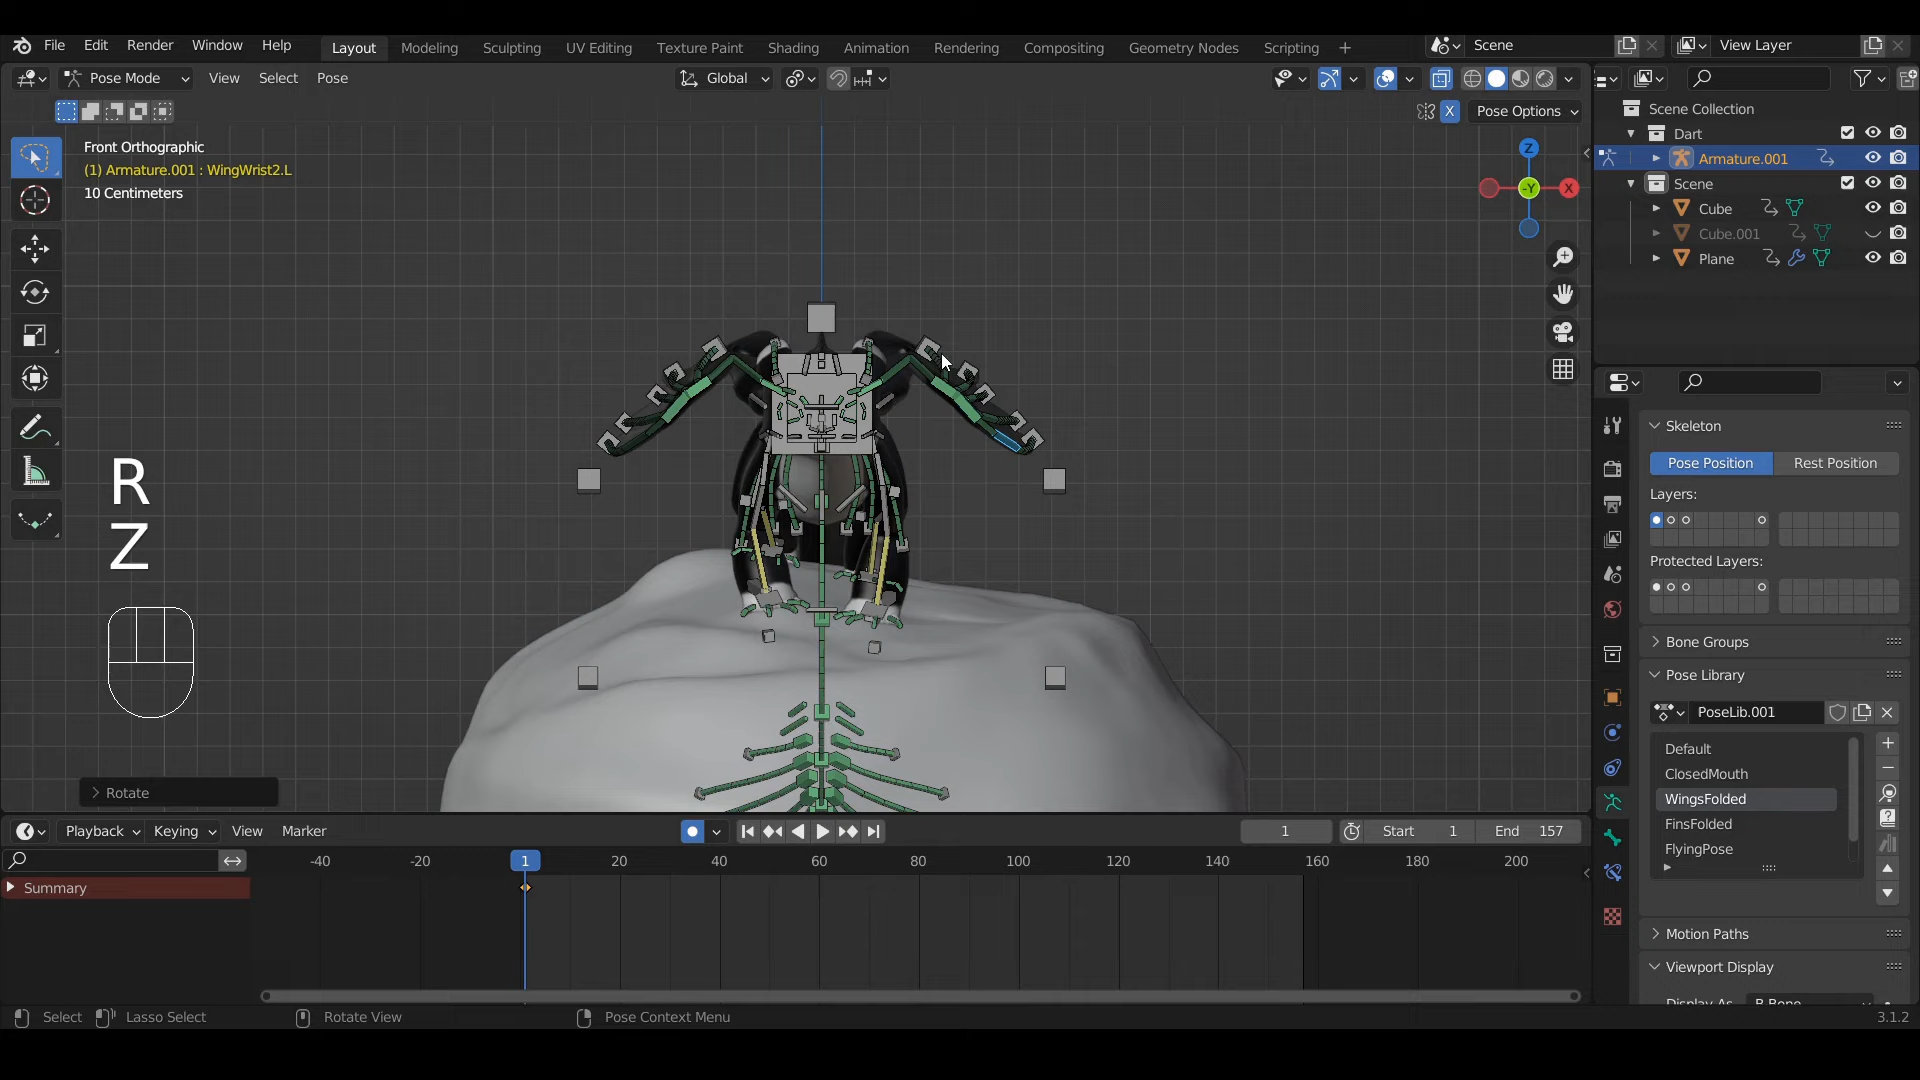 File Edit Render Window Help Layout Modeling Sculpting UV Editing Texture Paint Shading Animation Rendering Compositing Geometry Nodes Scripting + Scene View Layer
Pose Mode View Select Pose Global
Pose Options
X
Front Orthographic
(1) Armature.001 : WingWrist2.L
10 Centimeters
Z
-Y
X
R
Z
Rotate
Scene Collection
Dart
Armature.001
Scene
Cube
Cube.001
Plane
Skeleton
Pose Position Rest Position
Layers:
Protected Layers:
Bone Groups
Pose Library
PoseLib.001
Default
ClosedMouth
WingsFolded
FinsFolded
FlyingPose
Motion Paths
Viewport Display
Display As B-Bone
Playback Keying View Marker 1 Start 1 End 157
-40 -20 1 20 40 60 80 100 120 140 160 180 200
Summary
Select Lasso Select Rotate View Pose Context Menu 3.1.2